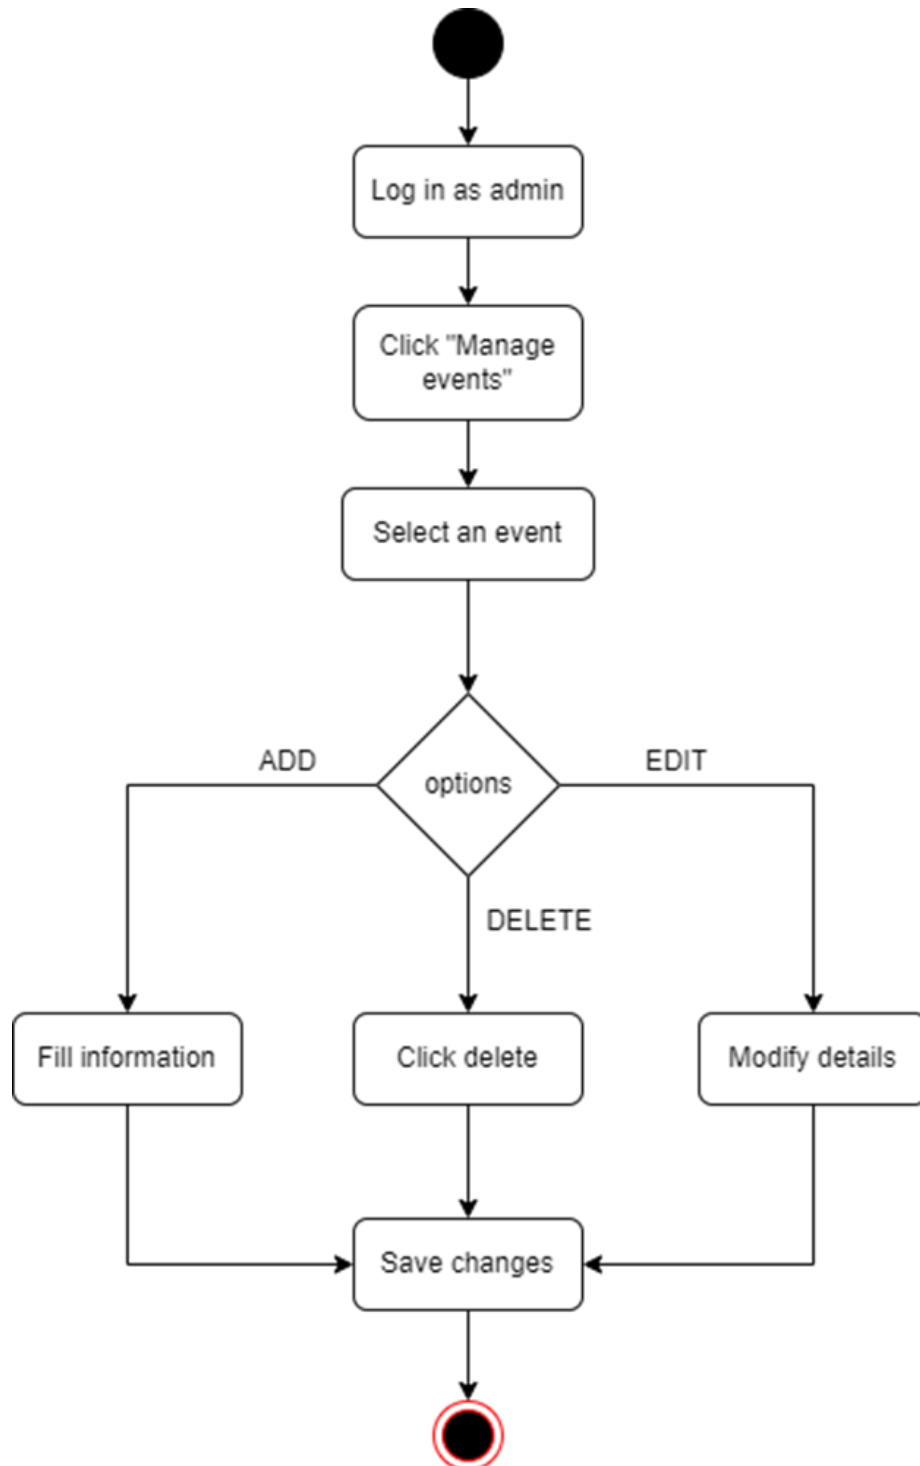 Log in as admin
Click "Manage
events"
Select an event
ADD
EDIT
options
DELETE
Fill information
Click delete
Modify details
Save changes